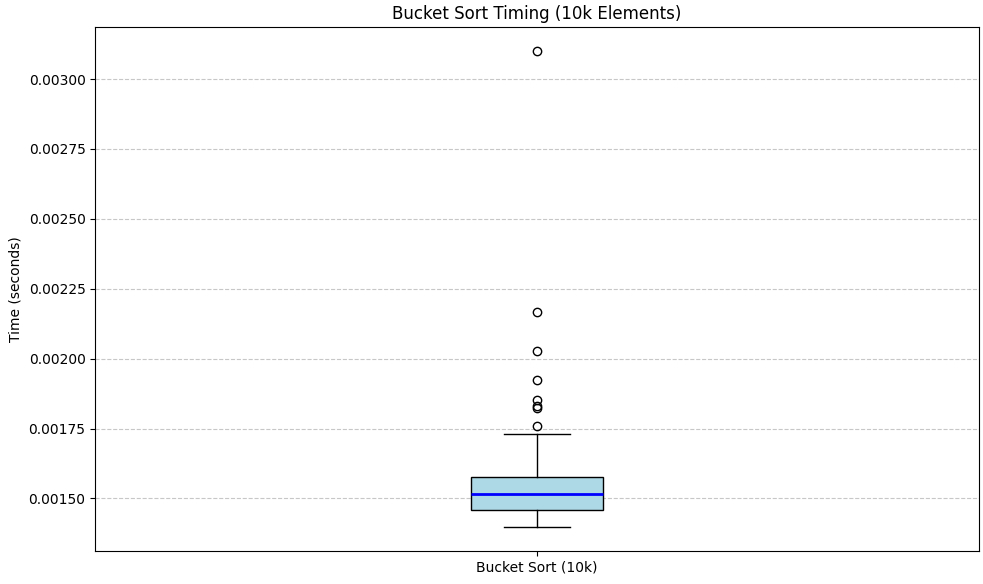 Bucket Sort Timing (10k Elements)
Time (seconds)
0.00300
0.00275
0.00250
0.00225
0.00200
0.00175
0.00150
Bucket Sort (10k)